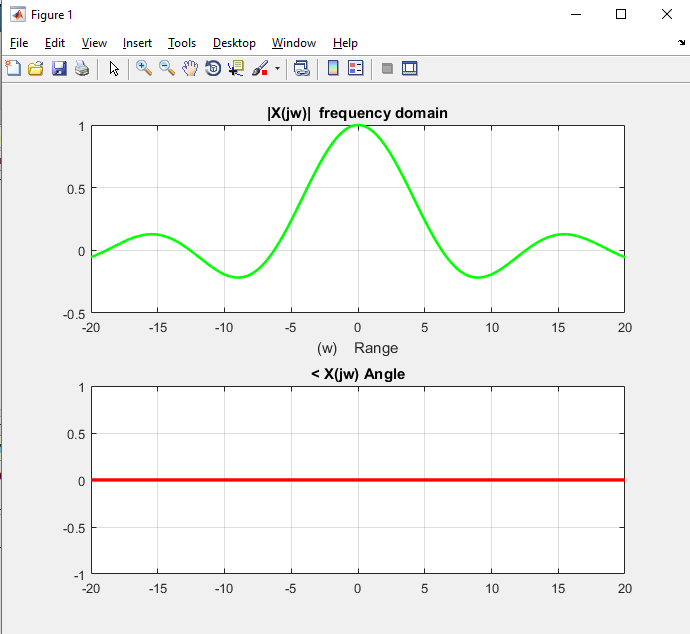 Figure 1
File Edit View Insert Tools Desktop Window Help
|X(jw)| frequency domain
1
0.5
0
-0.5
-20 -15 -10 -5 0 5 10 15 20
(w) Range
< X(jw) Angle
1
0.5
0
-0.5
-1
-20 -15 -10 -5 0 5 10 15 20